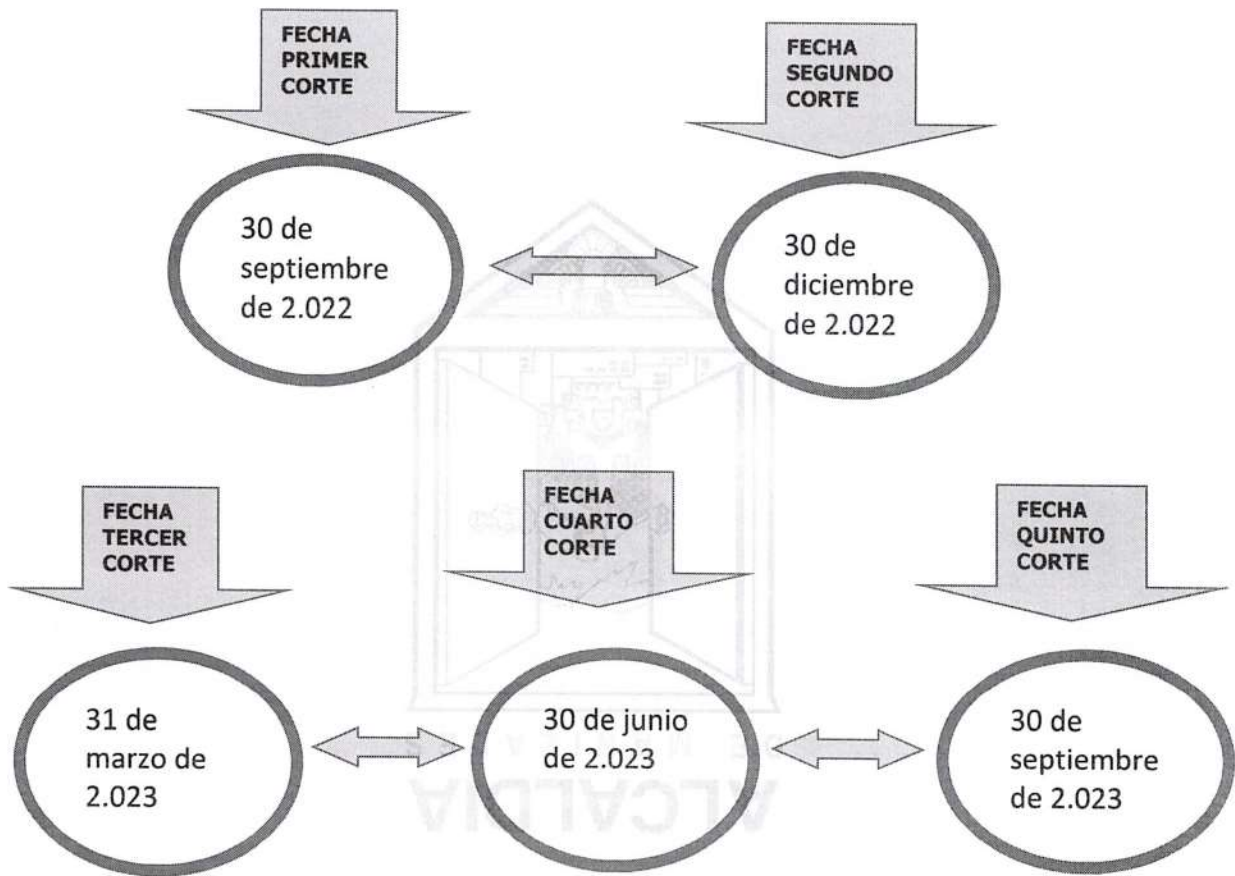 FECHA
PRIMER
CORTE
FECHA
SEGUNDO
CORTE
30 de
septiembre
de 2.022
30 de
diciembre
de 2.022
FECHA
TERCER
CORTE
FECHA
CUARTO
CORTE
FECHA
QUINTO
CORTE
31 de
marzo de
2.023
30 de junio
de 2.023
30 de
septiembre
de 2.023
ALCALDIA